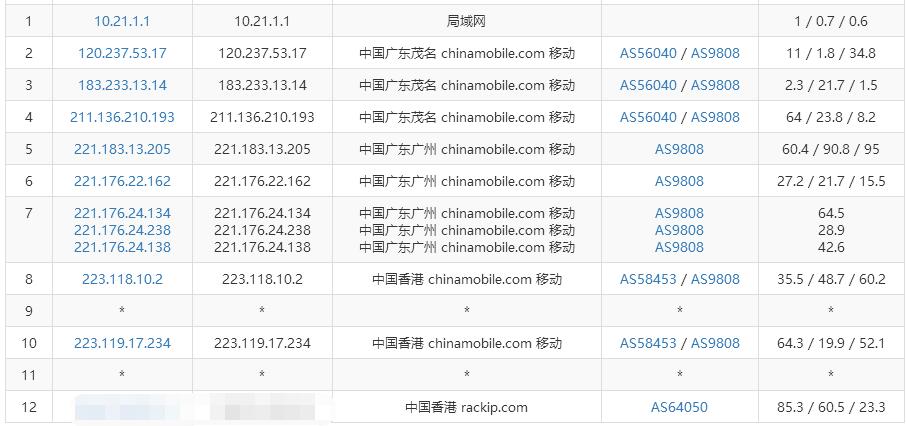 1 10.21.1.1 10.21.1.1 局域网 1 / 0.7 / 0.6
2 120.237.53.17 120.237.53.17 中国广东茂名 chinamobile.com 移动 AS56040 / AS9808 11 / 1.8 / 34.8
3 183.233.13.14 183.233.13.14 中国广东茂名 chinamobile.com 移动 AS56040 / AS9808 2.3 / 21.7 / 1.5
4 211.136.210.193 211.136.210.193 中国广东茂名 chinamobile.com 移动 AS56040 / AS9808 64 / 23.8 / 8.2
5 221.183.13.205 221.183.13.205 中国广东广州 chinamobile.com 移动 AS9808 60.4 / 90.8 / 95
6 221.176.22.162 221.176.22.162 中国广东广州 chinamobile.com 移动 AS9808 27.2 / 21.7 / 15.5
7 221.176.24.134 221.176.24.134 中国广东广州 chinamobile.com 移动 AS9808 64.5
221.176.24.238 221.176.24.238 中国广东广州 chinamobile.com 移动 AS9808 28.9
221.176.24.138 221.176.24.138 中国广东广州 chinamobile.com 移动 AS9808 42.6
8 223.118.10.2 223.118.10.2 中国香港 chinamobile.com 移动 AS58453 / AS9808 35.5 / 48.7 / 60.2
9 * * * * *
10 223.119.17.234 223.119.17.234 中国香港 chinamobile.com 移动 AS58453 / AS9808 64.3 / 19.9 / 52.1
11 * * * * *
12 中国香港 rackip.com AS64050 85.3 / 60.5 / 23.3